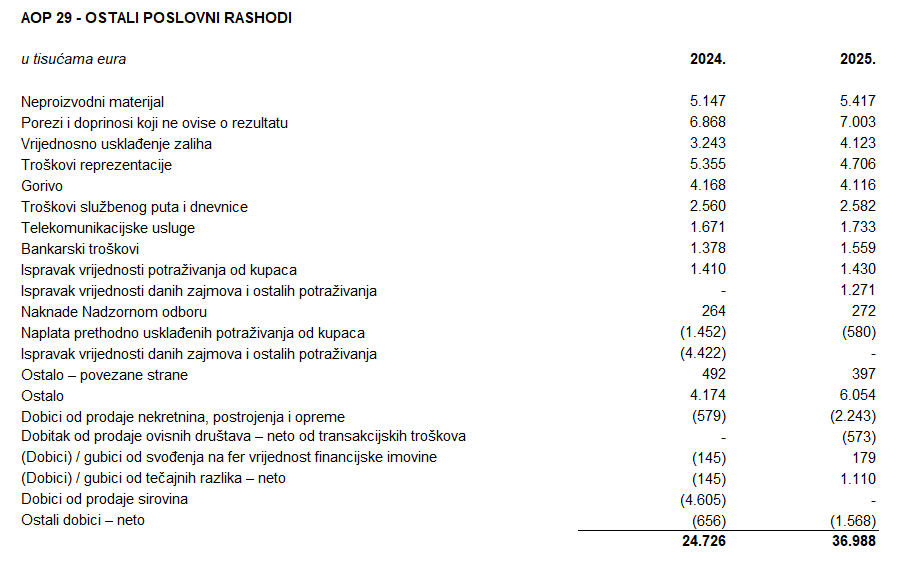 AOP 29 - OSTALI POSLOVNI RASHODI
u tisućama eura 2024. 2025.
Neproizvodni materijal 5.147 5.417
Porezi i doprinosi koji ne ovise o rezultatu 6.868 7.003
Vrijednosno usklađenje zaliha 3.243 4.123
Troškovi reprezentacije 5.355 4.706
Gorivo 4.168 4.116
Troškovi službenog puta i dnevnice 2.560 2.582
Telekomunikacijske usluge 1.671 1.733
Bankarski troškovi 1.378 1.559
Ispravak vrijednosti potraživanja od kupaca 1.410 1.430
Ispravak vrijednosti danih zajmova i ostalih potraživanja - 1.271
Naknade Nadzornom odboru 264 272
Naplata prethodno usklađenih potraživanja od kupaca (1.452) (580)
Ispravak vrijednosti danih zajmova i ostalih potraživanja (4.422) -
Ostalo – povezane strane 492 397
Ostalo 4.174 6.054
Dobici od prodaje nekretnina, postrojenja i opreme (579) (2.243)
Dobitak od prodaje ovisnih društava – neto od transakcijskih troškova - (573)
(Dobici) / gubici od svođenja na fer vrijednost financijske imovine (145) 179
(Dobici) / gubici od tečajnih razlika – neto (145) 1.110
Dobici od prodaje sirovina (4.605) -
Ostali dobici – neto (656) (1.568)
24.726 36.988